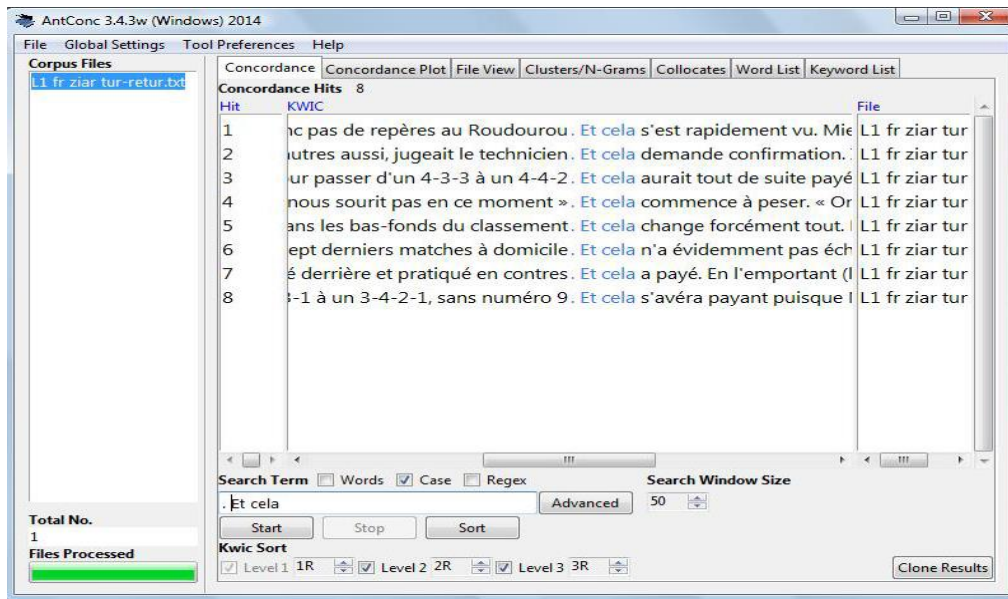 AntConc 3.4.3w (Windows) 2014
File Global Settings Tool Preferences Help
Corpus Files
L1 fr ziar tur-retur.txt
Concordance Concordance Plot File View Clusters/N-Grams Collocates Word List Keyword List
Concordance Hits 8
Hit KWIC File
1 nc pas de repères au Roudourou. Et cela s'est rapidement vu. Mie L1 fr ziar tur
2 autres aussi, jugeait le technicien. Et cela demande confirmation. L1 fr ziar tur
3 ur passer d'un 4-3-3 à un 4-4-2. Et cela aurait tout de suite payé L1 fr ziar tur
4 nous sourit pas en ce moment ». Et cela commence à peser. « Or L1 fr ziar tur
5 ans les bas-fonds du classement. Et cela change forcément tout. L1 fr ziar tur
6 ept derniers matches à domicile. Et cela n'a évidemment pas éch L1 fr ziar tur
7 é derrière et pratiqué en contres. Et cela a payé. En l'emportant (l L1 fr ziar tur
8 3-1 à un 3-4-2-1, sans numéro 9. Et cela s'avéra payant puisque L1 fr ziar tur
Search Term Words Case Regex Search Window Size
. Et cela Advanced 50
Start Stop Sort
Total No.
1
Files Processed
Kwic Sort
Level 1 1R Level 2 2R Level 3 3R Clone Results